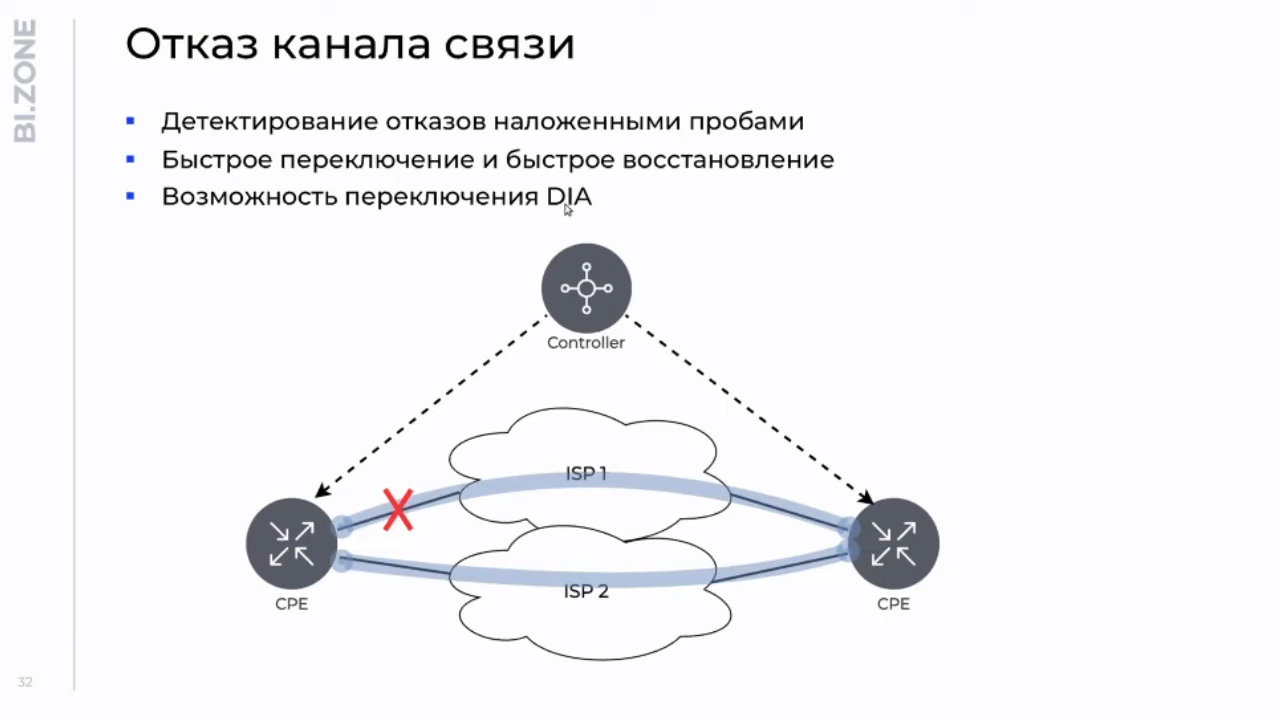 BI.ZONE
Отказ канала связи
Детектирование отказов наложенными пробами
Быстрое переключение и быстрое восстановление
Возможность переключения DIA
Controller
ISP 1
ISP 2
CPE
CPE
32